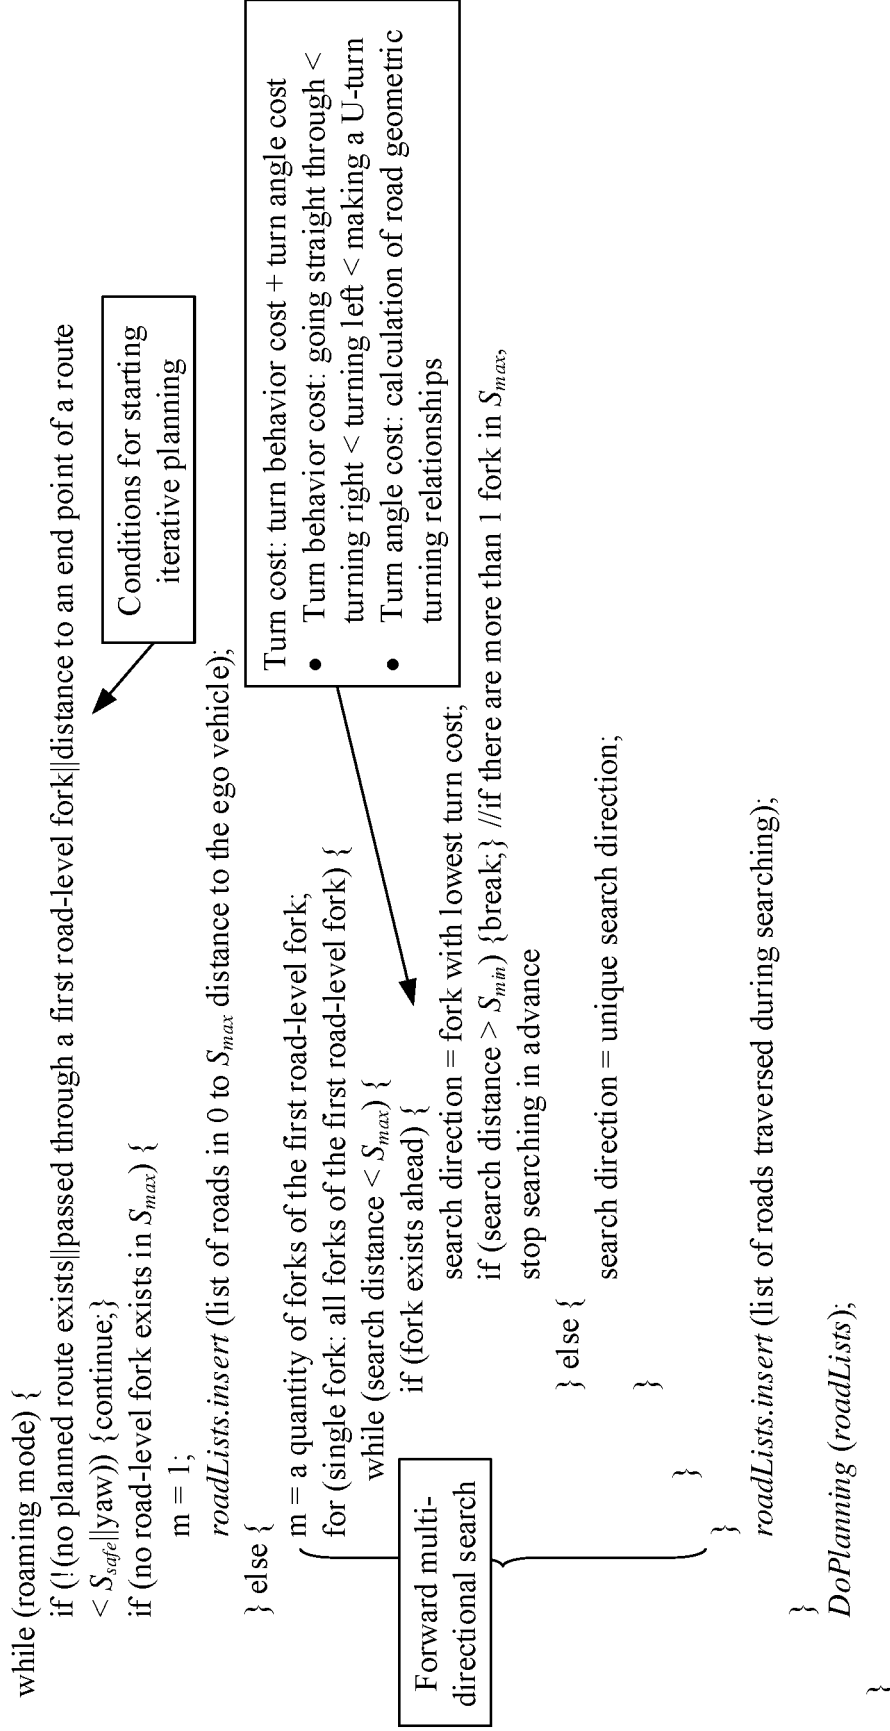 while (roaming mode) {
if (!(no planned route exists||passed through a first road-level fork||distance to an end point of a route
< S_safe||yaw)) {continue;}
Conditions for starting
iterative planning
if (no road-level fork exists in S_max) {
m = 1;
roadLists.insert (list of roads in 0 to S_max distance to the ego vehicle);
} else {
m = a quantity of forks of the first road-level fork;
for (single fork: all forks of the first road-level fork) {
while (search distance < S_max) {
if (fork exists ahead) {
Turn cost: turn behavior cost + turn angle cost
● Turn behavior cost: going straight through <
turning right < turning left < making a U-turn
● Turn angle cost: calculation of road geometric
turning relationships
search direction = fork with lowest turn cost;
if (search distance > S_min) {break;} //if there are more than 1 fork in S_max,
stop searching in advance
} else {
search direction = unique search direction;
}
}
}
Forward multi-
directional search
roadLists.insert (list of roads traversed during searching);
}
DoPlanning (roadLists);
}